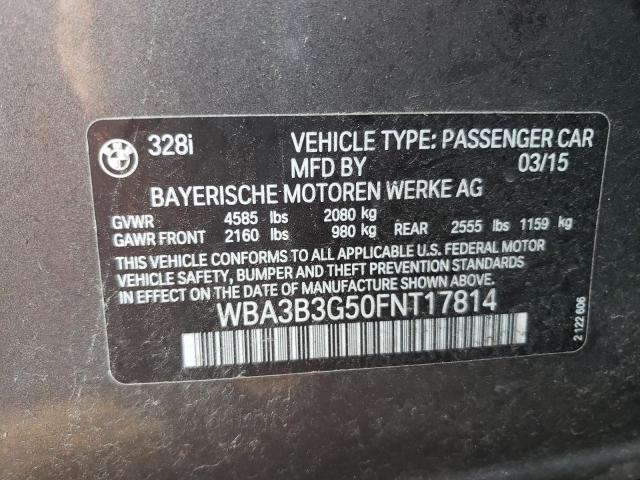 BMW
328i VEHICLE TYPE: PASSENGER CAR
MFD BY 03/15
BAYERISCHE MOTOREN WERKE AG
GVWR 4585 lbs 2080 kg
GAWR FRONT 2160 lbs 980 kg REAR 2555 lbs 1159 kg
THIS VEHICLE CONFORMS TO ALL APPLICABLE U.S. FEDERAL MOTOR
VEHICLE SAFETY, BUMPER AND THEFT PREVENTION STANDARDS
IN EFFECT ON THE DATE OF MANUFACTURE SHOWN ABOVE.
WBA3B3G50FNT17814
2 122 606